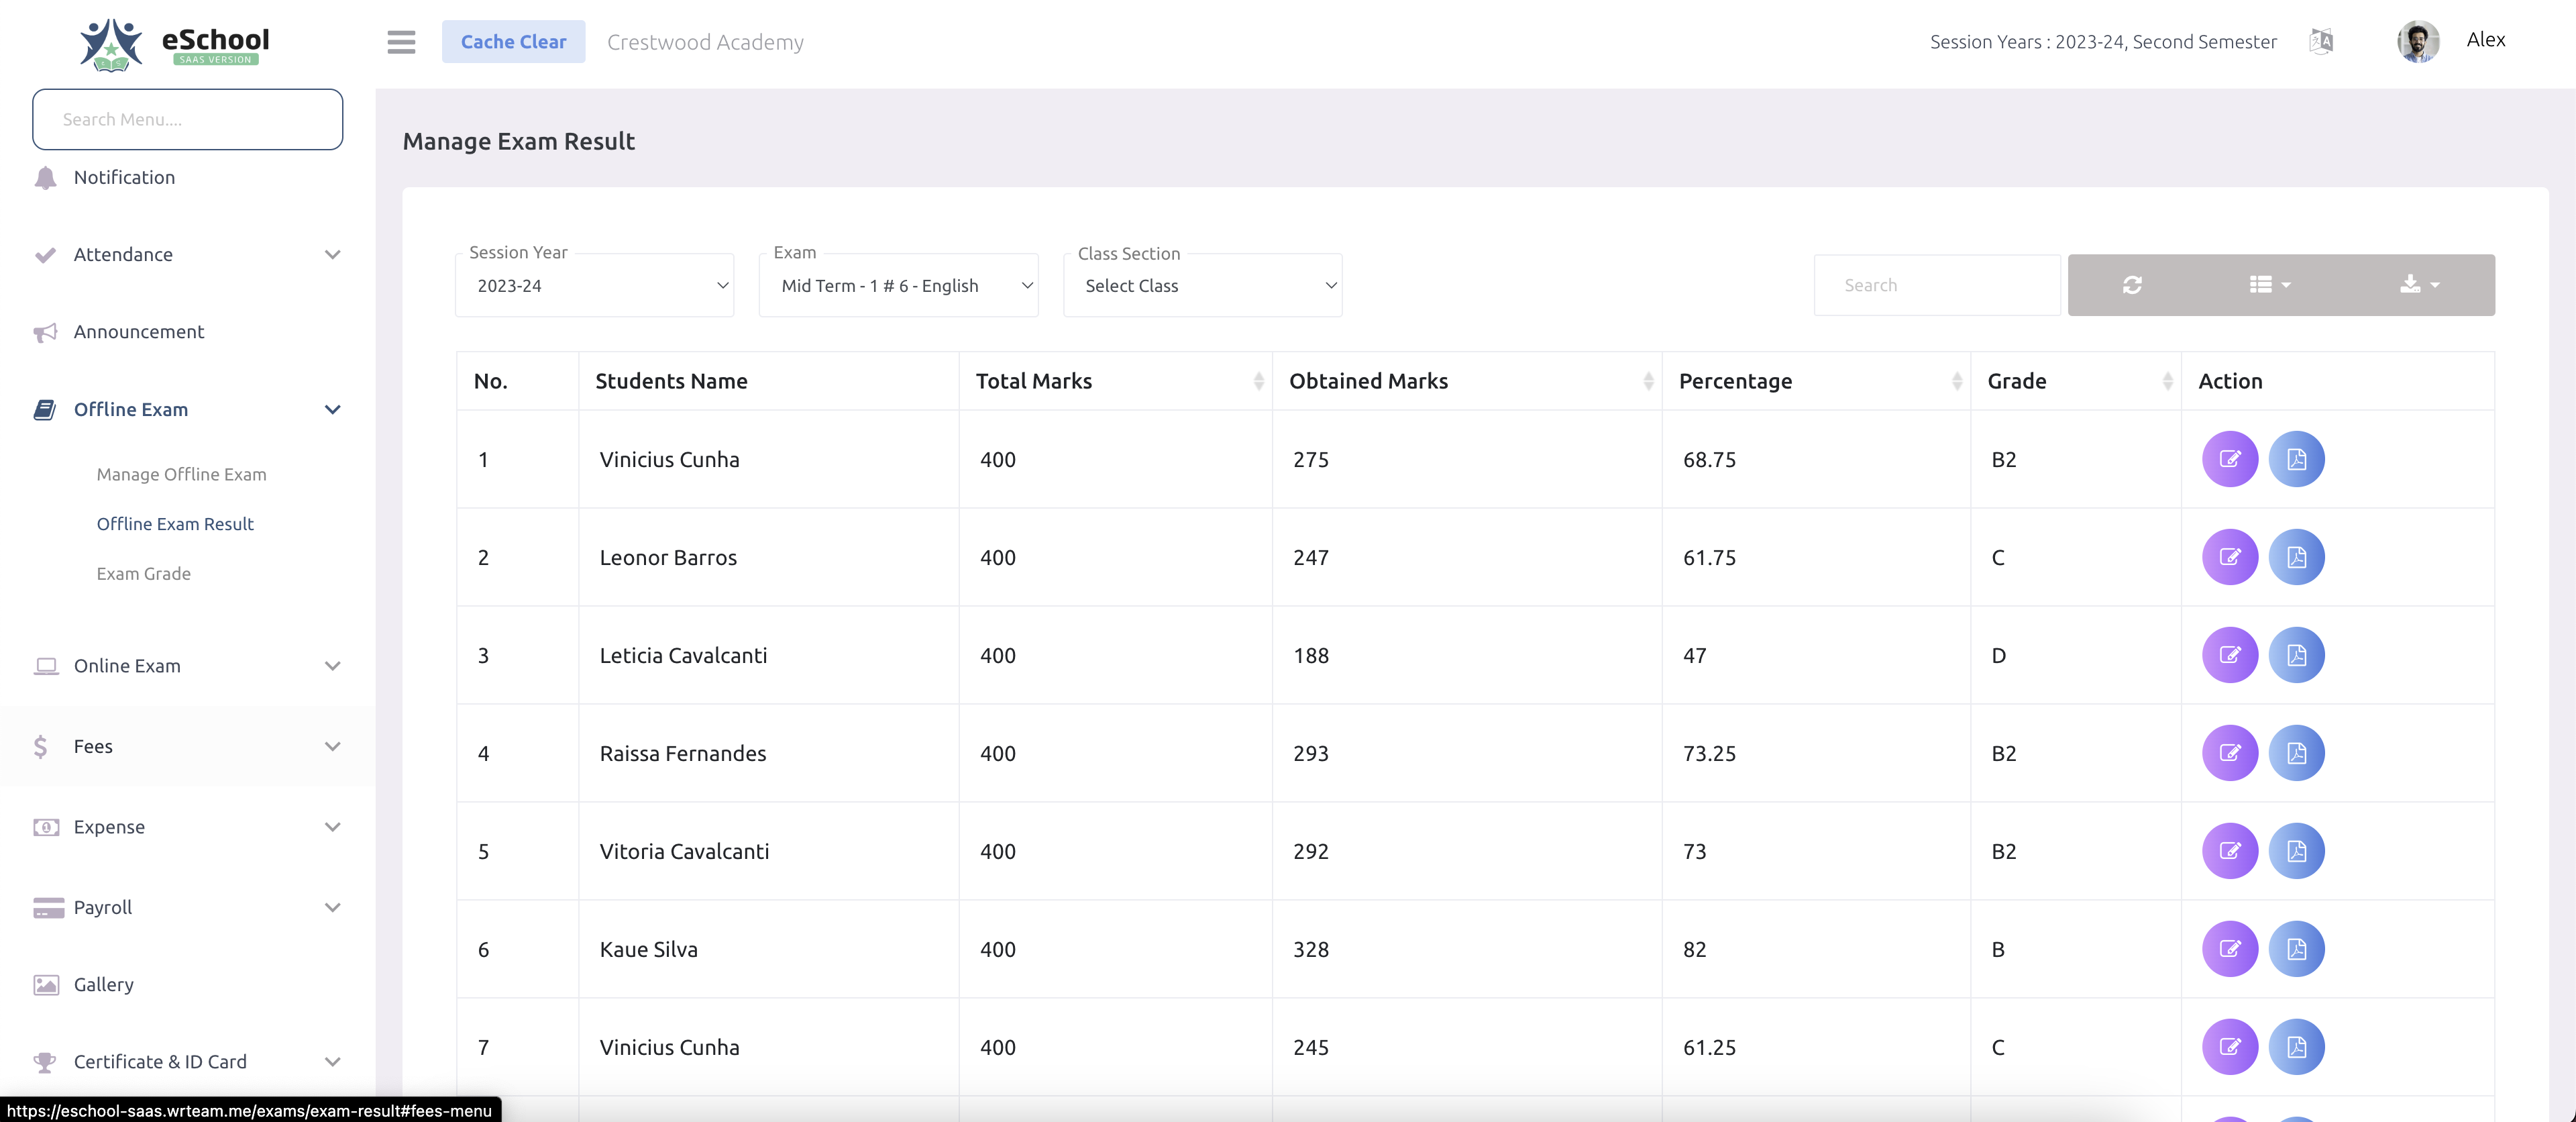 eSchool
SAAS VERSION
Cache Clear
Crestwood Academy
Session Years : 2023-24, Second Semester
Alex
Search Menu....
Notification
Attendance
Announcement
Offline Exam
Manage Offline Exam
Offline Exam Result
Exam Grade
Online Exam
Fees
Expense
Payroll
Gallery
Certificate & ID Card
https://eschool-saas.wrteam.me/exams/exam-result#fees-menu
Manage Exam Result
Session Year
2023-24
Exam
Mid Term - 1 # 6 - English
Class Section
Select Class
Search
No. Students Name Total Marks Obtained Marks Percentage Grade Action
1 Vinicius Cunha 400 275 68.75 B2
2 Leonor Barros 400 247 61.75 C
3 Leticia Cavalcanti 400 188 47 D
4 Raissa Fernandes 400 293 73.25 B2
5 Vitoria Cavalcanti 400 292 73 B2
6 Kaue Silva 400 328 82 B
7 Vinicius Cunha 400 245 61.25 C